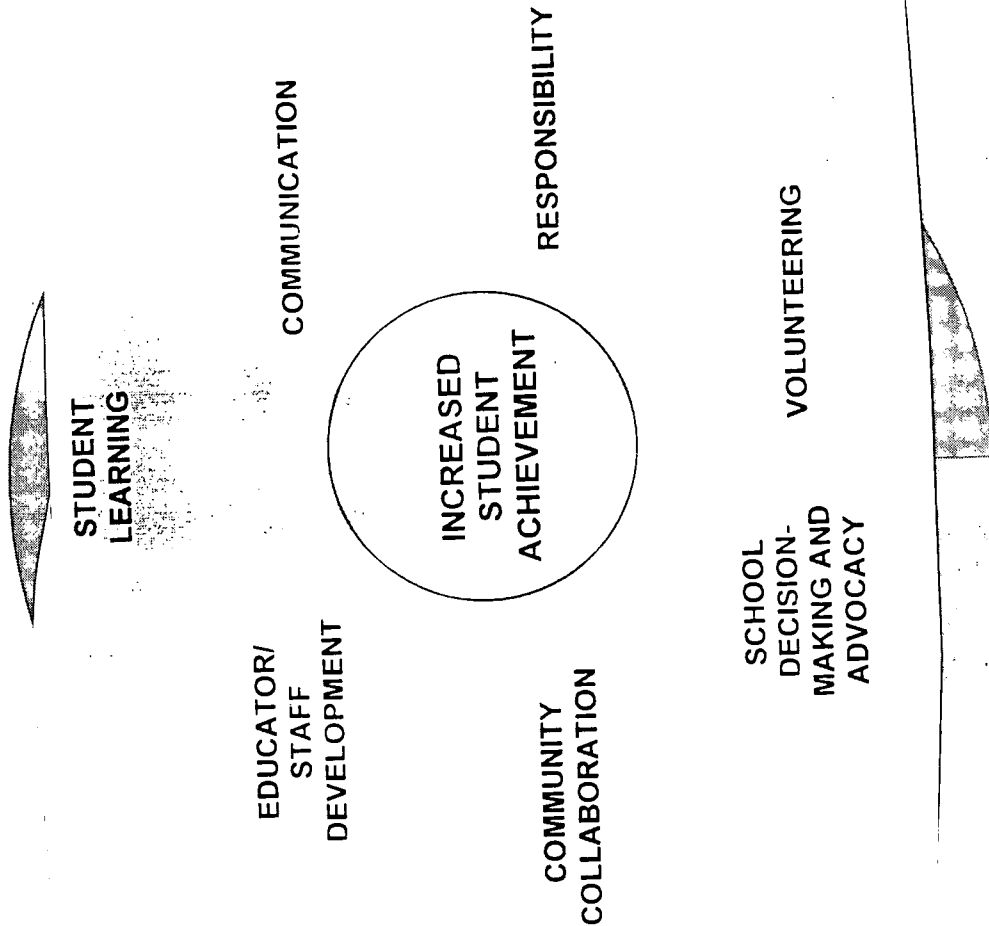 STUDENT
LEARNING
EDUCATOR/
STAFF
DEVELOPMENT
COMMUNICATION
INCREASED
STUDENT
ACHIEVEMENT
COMMUNITY
COLLABORATION
RESPONSIBILITY
SCHOOL
DECISION-
MAKING AND
ADVOCACY
VOLUNTEERING